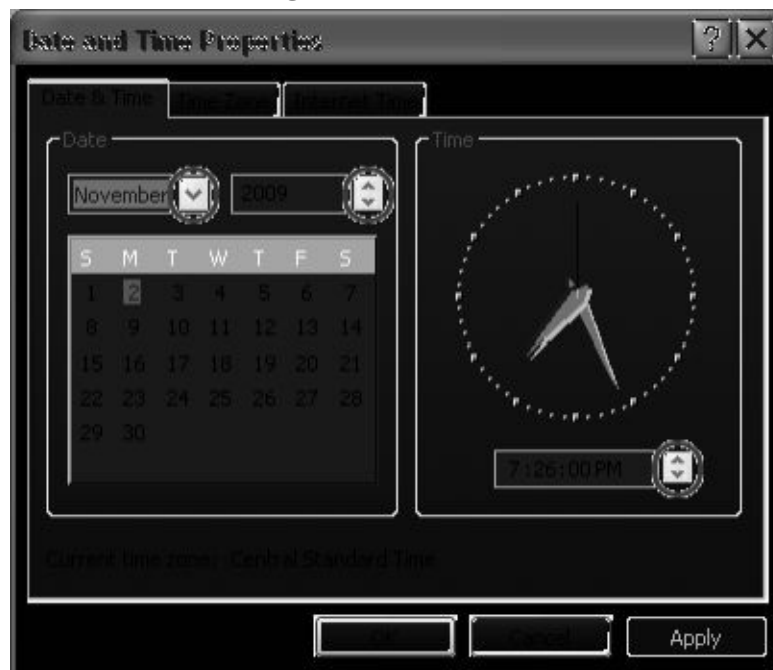 Date and Time Properties
Date & Time Time Zone Internet Time
Date
Time
November 2009
S M T W T F S
1 2 3 4 5 6 7
8 9 10 11 12 13 14
15 16 17 18 19 20 21
22 23 24 25 26 27 28
29 30
7:26:00 PM
Current time zone: Central Standard Time
OK Cancel Apply